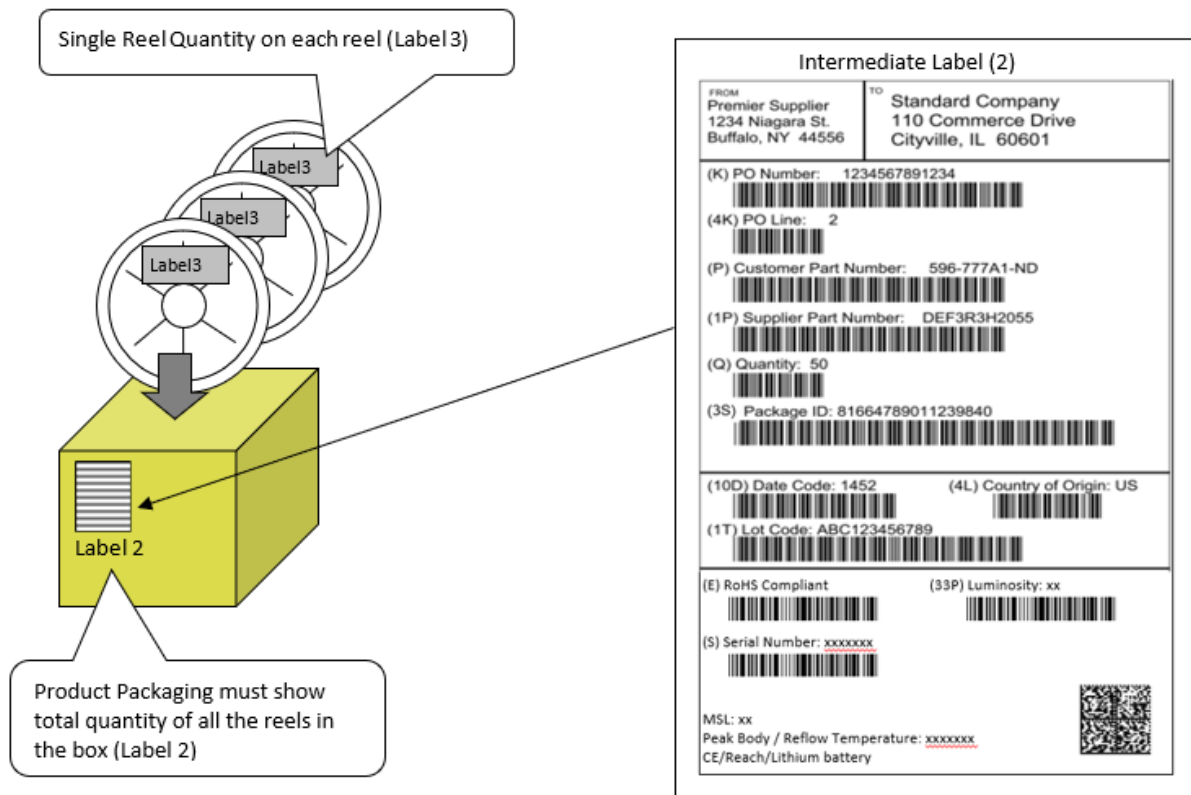 Single Reel Quantity on each reel (Label 3)
Label3
Label3
Label3
Label 2
Product Packaging must show
total quantity of all the reels in
the box (Label 2)
Intermediate Label (2)
FROM
Premier Supplier
1234 Niagara St.
Buffalo, NY 44556
TO
Standard Company
110 Commerce Drive
Cityville, IL 60601
(K) PO Number: 1234567891234
(4K) PO Line: 2
(P) Customer Part Number: 596-777A1-ND
(1P) Supplier Part Number: DEF3R3H2055
(Q) Quantity: 50
(3S) Package ID: 81664789011239840
(10D) Date Code: 1452
(4L) Country of Origin: US
(1T) Lot Code: ABC123456789
(E) RoHS Compliant
(33P) Luminosity: xx
(S) Serial Number: xxxxxxx
MSL: xx
Peak Body / Reflow Temperature: xxxxxxx
CE/Reach/Lithium battery